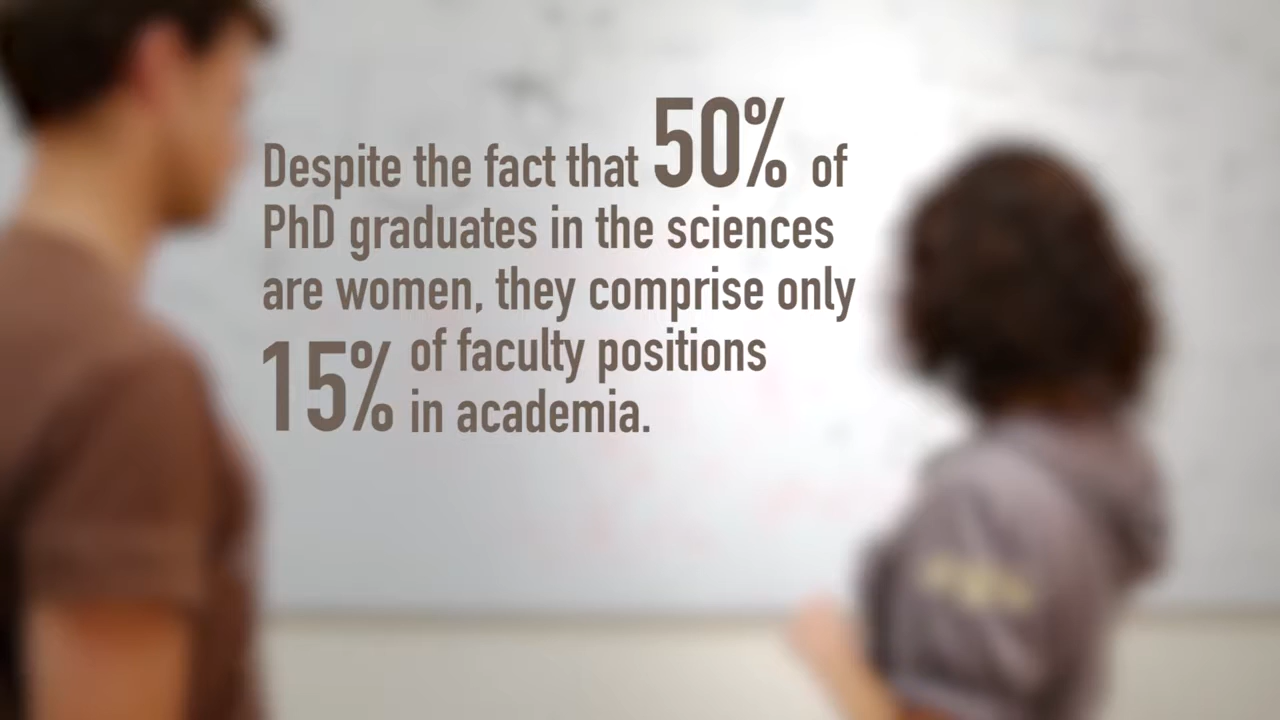 Despite the fact that 50% of
PhD graduates in the sciences
are women, they comprise only
15% of faculty positions
in academia.